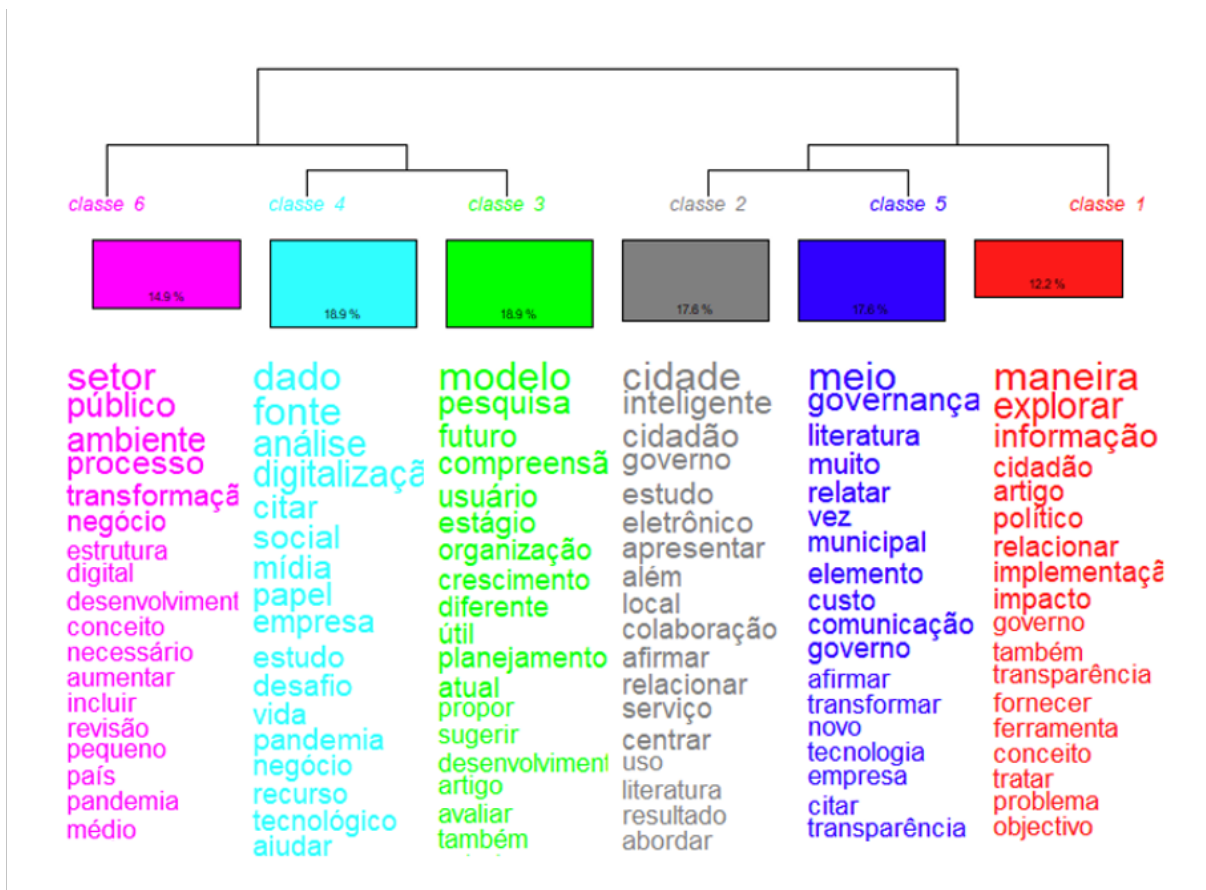 classe 6
classe 4
classe 3
classe 2
classe 5
classe 1
14.9 %
18.9 %
18.9 %
17.6 %
17.6 %
12.2 %
setor
público
ambiente
processo
transformaçã
negócio
estrutura
digital
desenvolviment
conceito
necessário
aumentar
incluir
revisão
pequeno
país
pandemia
médio
dado
fonte
análise
digitalizaçã
citar
social
mídia
papel
empresa
estudo
desafio
vida
pandemia
negócio
recurso
tecnológico
ajudar
modelo
pesquisa
futuro
compreensã
usuário
estágio
organização
crescimento
diferente
útil
planejamento
atual
propor
sugerir
desenvolviment
artigo
avaliar
também
cidade
inteligente
cidadão
governo
estudo
eletrônico
apresentar
além
local
colaboração
afirmar
relacionar
serviço
centrar
uso
literatura
resultado
abordar
meio
governança
literatura
muito
relatar
vez
municipal
elemento
custo
comunicação
governo
afirmar
transformar
novo
tecnologia
empresa
citar
transparência
maneira
explorar
informação
cidadão
artigo
político
relacionar
implementaçã
impacto
governo
também
transparência
fornecer
ferramenta
conceito
tratar
problema
objectivo